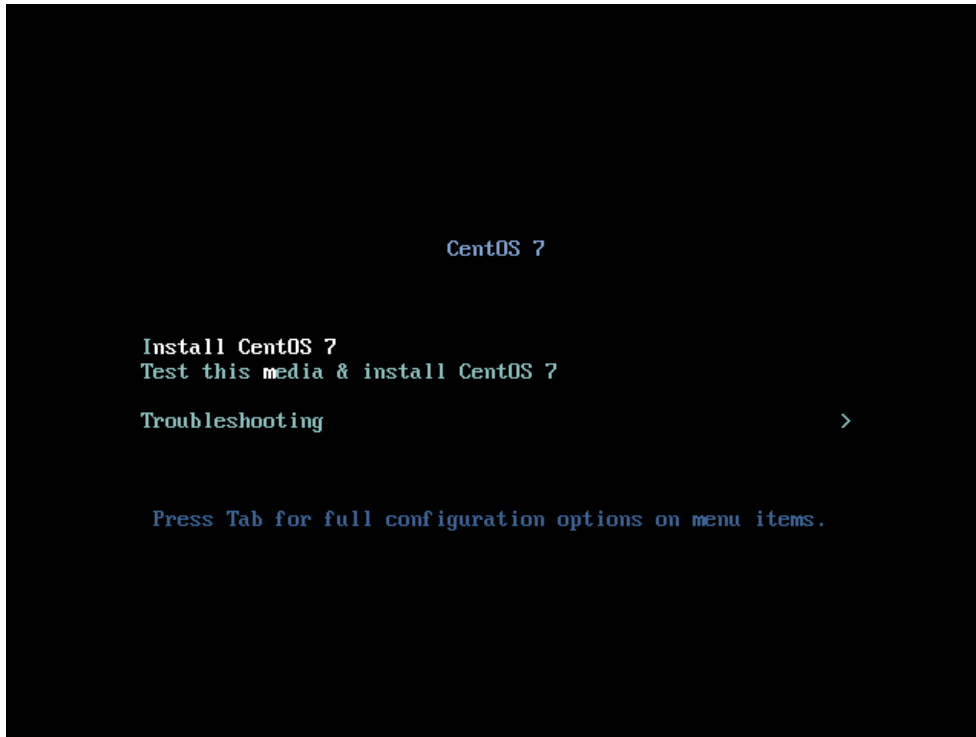 CentOS 7
Install CentOS 7
Test this media & install CentOS 7
Troubleshooting >
Press Tab for full configuration options on menu items.